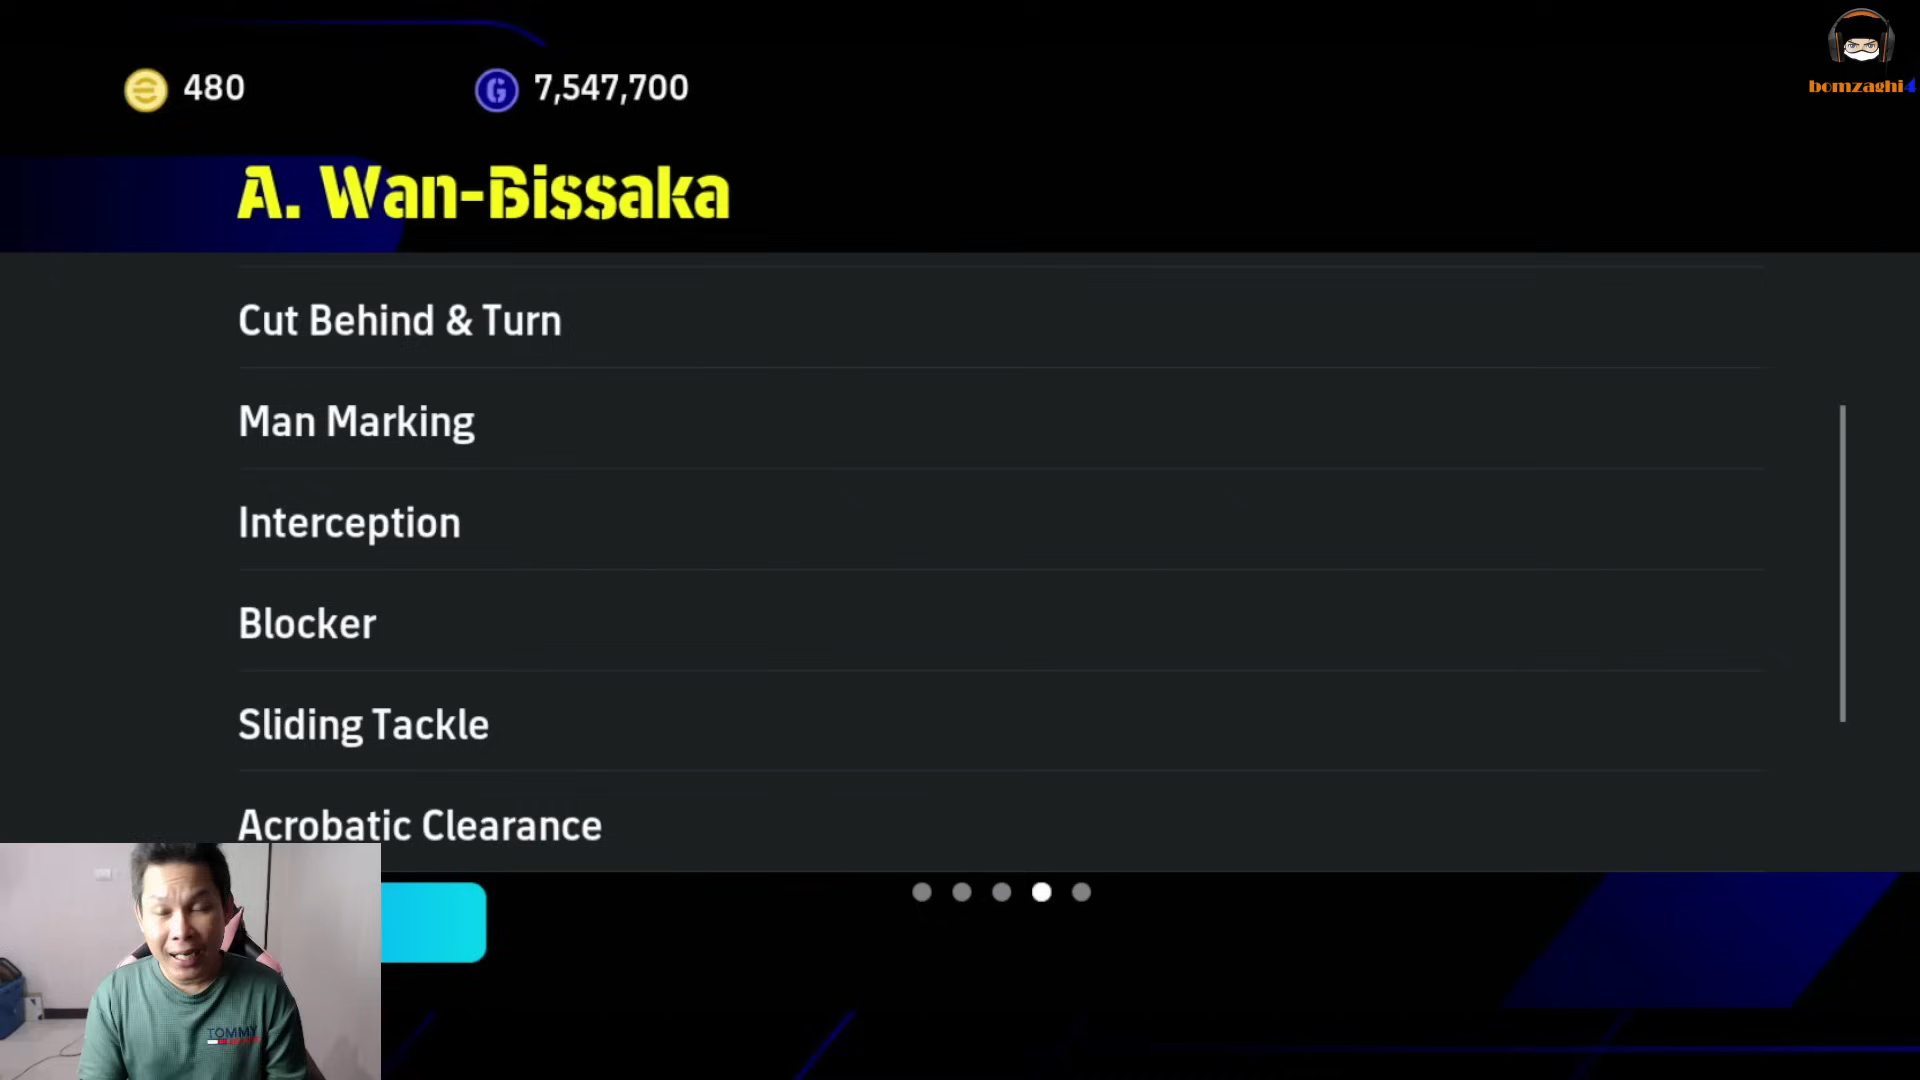 480
7,547,700
bomzaghi4
A. Wan-Bissaka
Cut Behind & Turn
Man Marking
Interception
Blocker
Sliding Tackle
Acrobatic Clearance
TOMMY